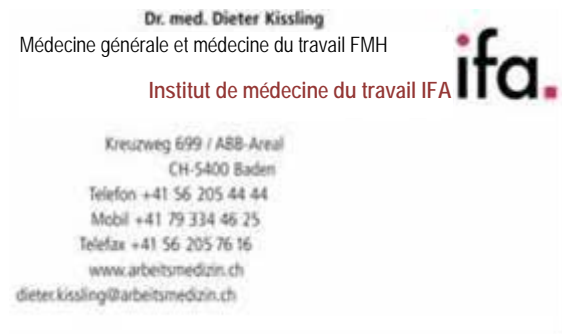 Dr. med. Dieter Kissling
Médecine générale et médecine du travail FMH
ifa.
Institut de médecine du travail IFA
Kreuzweg 699 / ABB-Areal
CH-5400 Baden
Telefon +41 56 205 44 44
Mobil +41 79 334 46 25
Telefax +41 56 205 76 16
www.arbeitsmedizin.ch
dieter.kissling@arbeitsmedizin.ch